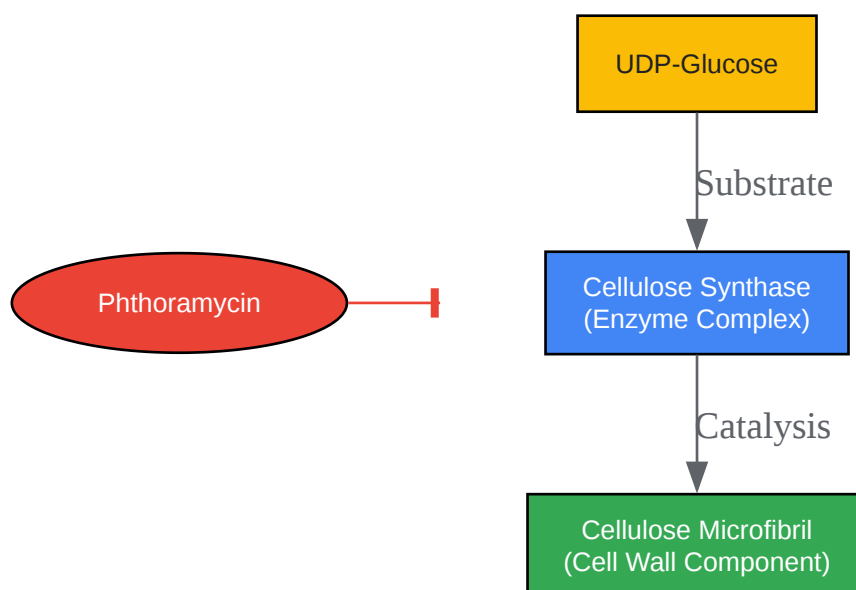 UDP-Glucose
Substrate
Phthoramycin
Cellulose Synthase
(Enzyme Complex)
Catalysis
Cellulose Microfibril
(Cell Wall Component)